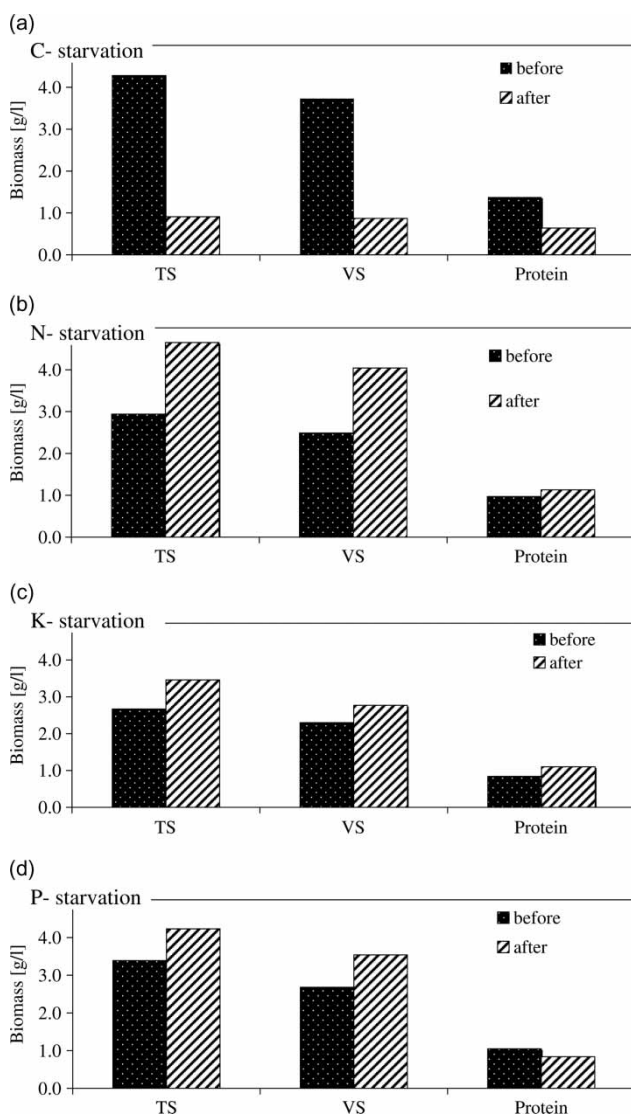 (a)
C- starvation
before
after
Biomass [g/l]
4.0
3.0
2.0
1.0
0.0
TS VS Protein
(b)
N- starvation
before
after
Biomass [g/l]
4.0
3.0
2.0
1.0
0.0
TS VS Protein
(c)
K- starvation
before
after
Biomass [g/l]
4.0
3.0
2.0
1.0
0.0
TS VS Protein
(d)
P- starvation
before
after
Biomass [g/l]
4.0
3.0
2.0
1.0
0.0
TS VS Protein